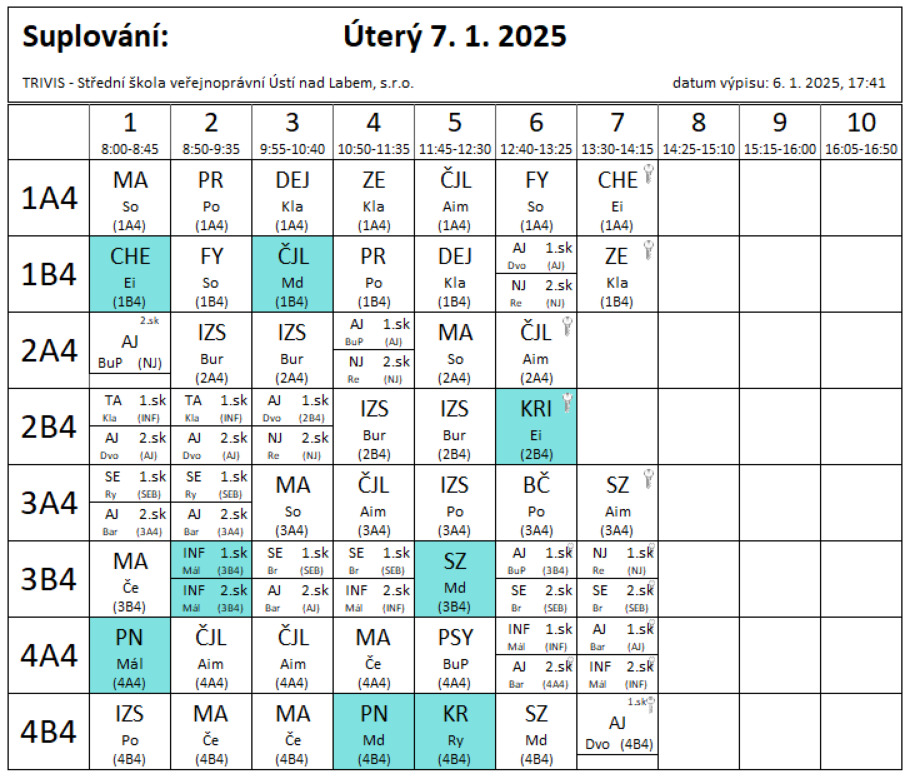 Suplování: Úterý 7. 1. 2025
TRIVIS - Střední škola veřejnoprávní Ústí nad Labem, s.r.o. datum výpisu: 6. 1. 2025, 17:41
1 2 3 4 5 6 7 8 9 10
8:00-8:45 8:50-9:35 9:55-10:40 10:50-11:35 11:45-12:30 12:40-13:25 13:30-14:15 14:25-15:10 15:15-16:00 16:05-16:50
1A4
MA PR DEJ ZE ČJL FY CHE
So Po Kla Kla Aim So Ei
(1A4) (1A4) (1A4) (1A4) (1A4) (1A4) (1A4)
1B4
CHE FY ČJL PR DEJ AJ 1.sk ZE
Ei So Md Po Kla Dvo (AJ) Kla
(1B4) (1B4) (1B4) (1B4) (1B4) NJ 2.sk (1B4)
Re (NJ)
2A4
2.sk AJ IZS IZS AJ 1.sk MA ČJL
BuP (NJ) Bur Bur BuP (AJ) So Aim
(2A4) (2A4) NJ 2.sk (2A4) (2A4)
Re (NJ)
2B4
TA 1.sk TA 1.sk AJ 1.sk IZS IZS KRI
Kla (INF) Kla (INF) Dvo (2B4) Bur Bur Ei
AJ 2.sk AJ 2.sk NJ 2.sk (2B4) (2B4) (2B4)
Dvo (AJ) Dvo (AJ) Re (NJ)
3A4
SE 1.sk SE 1.sk MA ČJL IZS BČ SZ
Ry (SEB) Ry (SEB) So Aim Po Po Aim
AJ 2.sk AJ 2.sk (3A4) (3A4) (3A4) (3A4) (3A4)
Bar (3A4) Bar (3A4)
3B4
MA INF 1.sk SE 1.sk SE 1.sk SZ AJ 1.sk NJ 1.sk
Če Mál (3B4) Br (SEB) Br (SEB) Md BuP (3B4) Re (NJ)
(3B4) INF 2.sk AJ 2.sk INF 2.sk (3B4) SE 2.sk SE 2.sk
Mál (3B4) Bar (AJ) Mál (INF) Br (SEB) Br (SEB)
4A4
PN ČJL ČJL MA PSY INF 1.sk AJ 1.sk
Mál Aim Aim Če BuP Mál (INF) Bar (AJ)
(4A4) (4A4) (4A4) (4A4) (4A4) AJ 2.sk INF 2.sk
Bar (4A4) Mál (INF)
4B4
IZS MA MA PN KR SZ 1.sk AJ
Po Če Če Md Ry Md Dvo (4B4)
(4B4) (4B4) (4B4) (4B4) (4B4) (4B4)